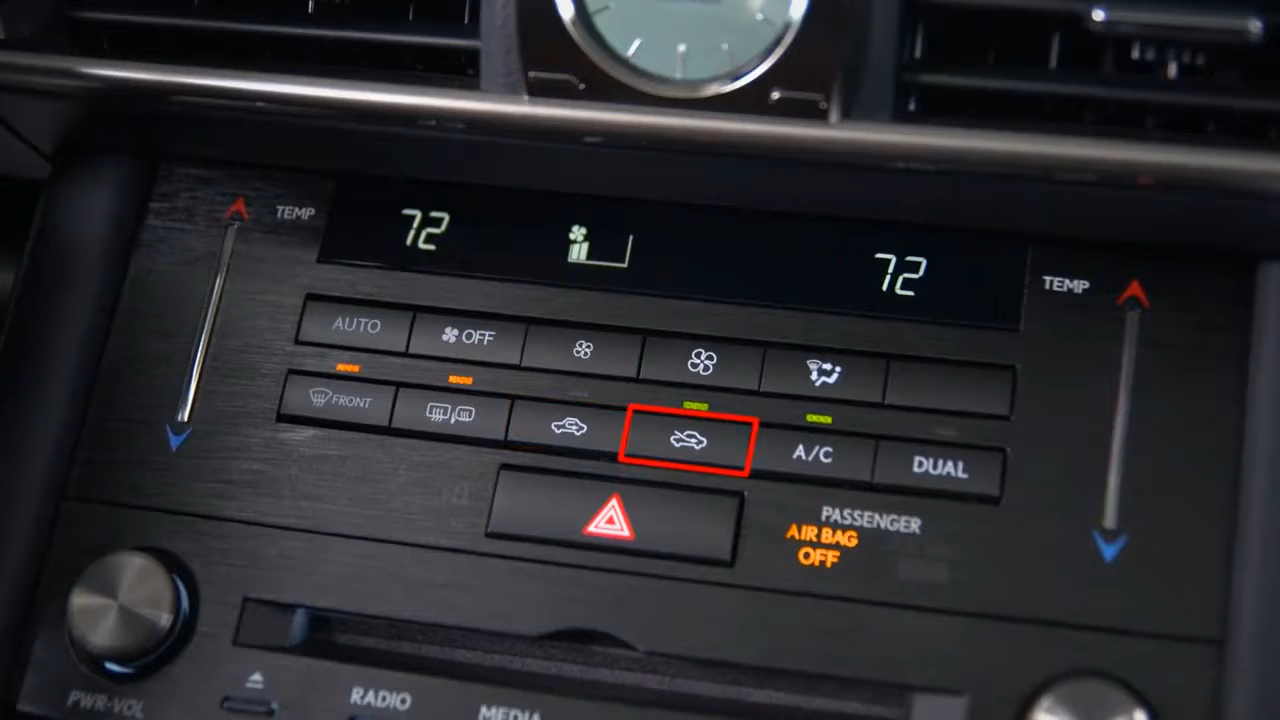 TEMP
72
72
TEMP
AUTO
OFF
FRONT
A/C
DUAL
PASSENGER
AIR BAG
OFF
PWR·VOL
RADIO
MEDIA